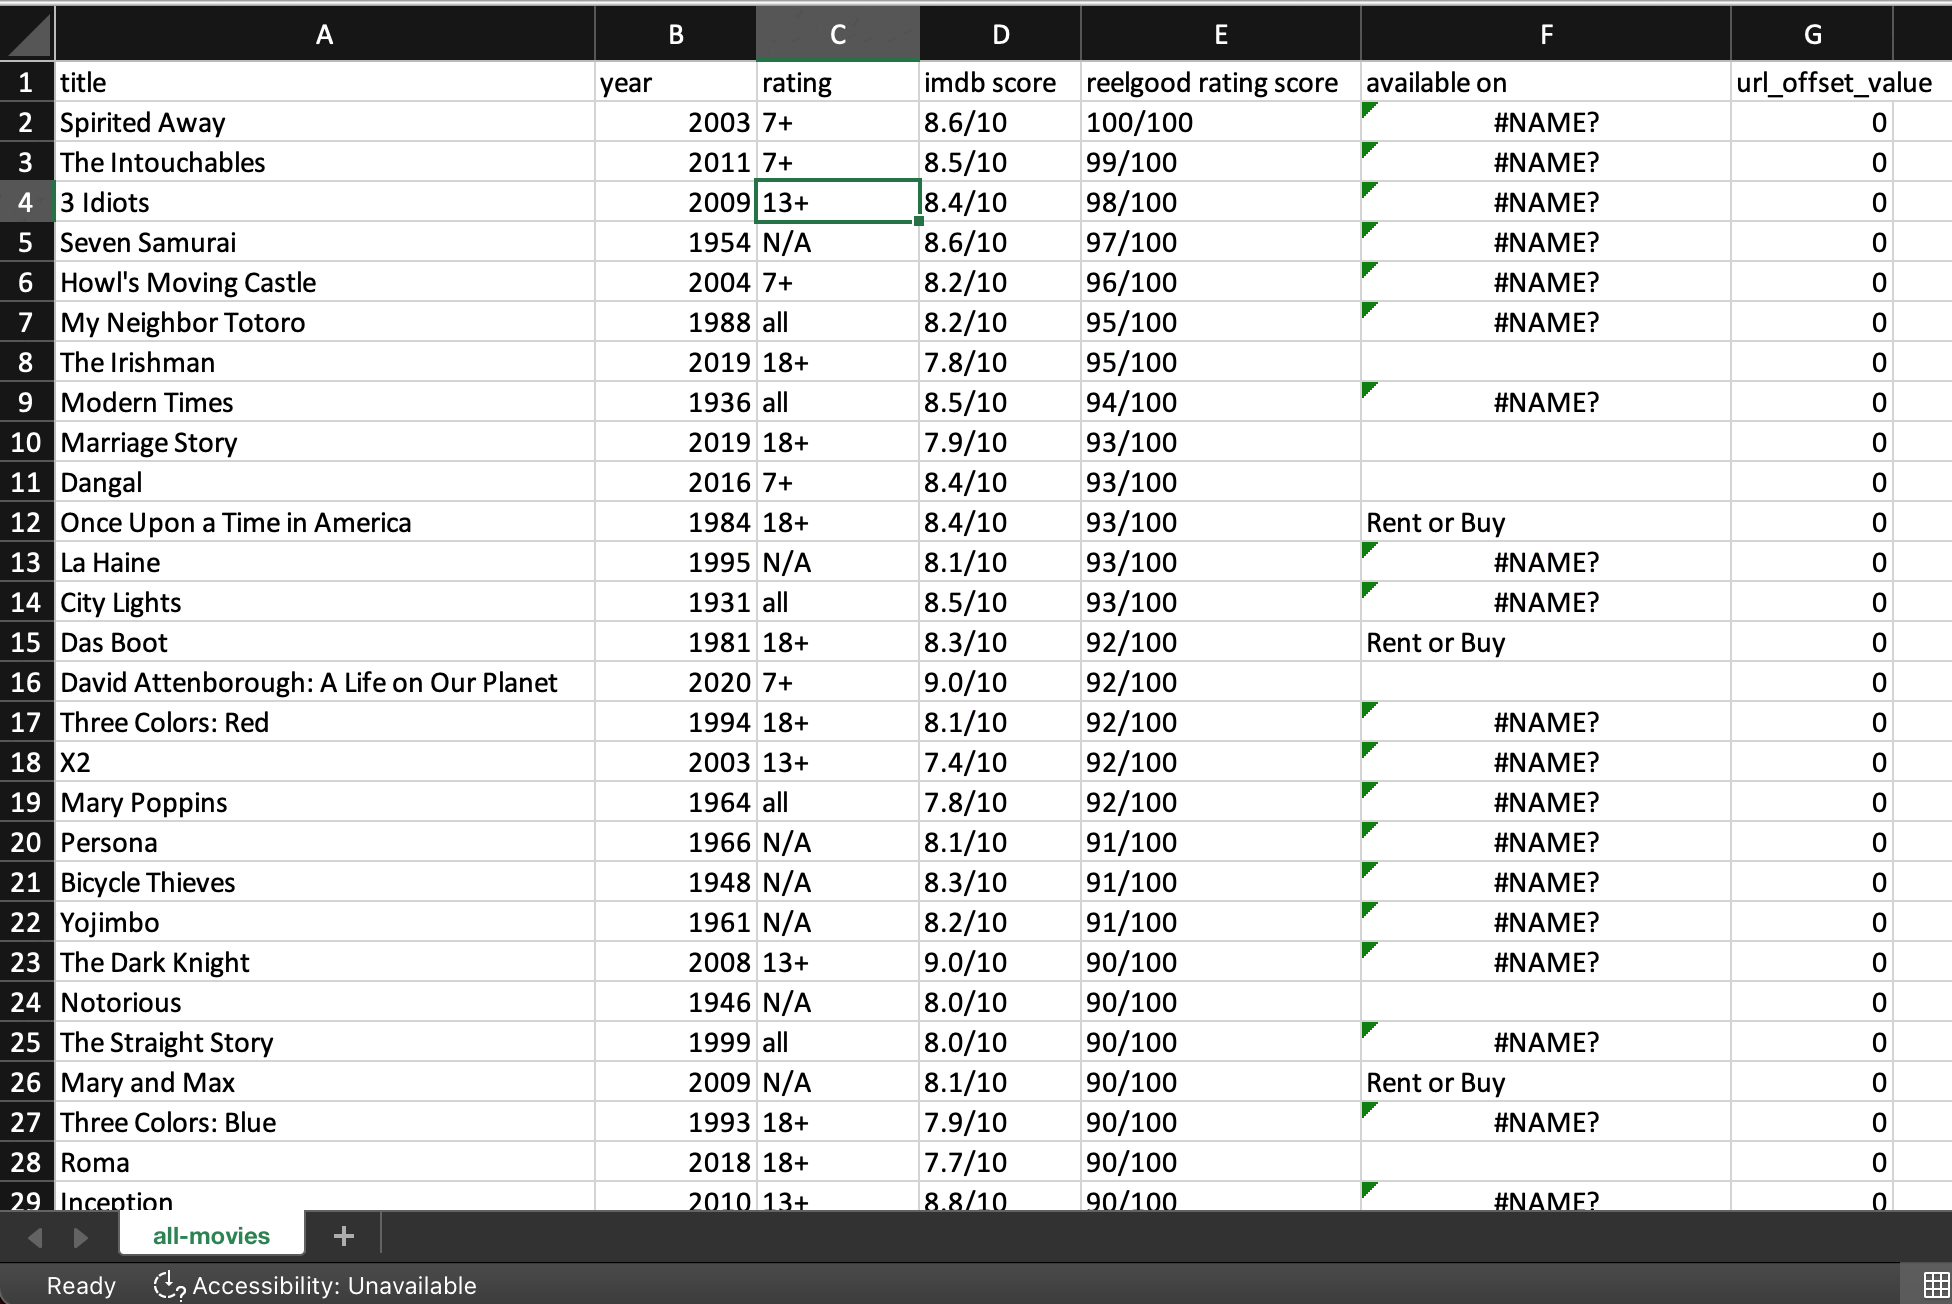 A B C D E F G
1 title year rating imdb score reelgood rating score available on url_offset_value
2 Spirited Away 2003 7+ 8.6/10 100/100 #NAME? 0
3 The Intouchables 2011 7+ 8.5/10 99/100 #NAME? 0
4 3 Idiots 2009 13+ 8.4/10 98/100 #NAME? 0
5 Seven Samurai 1954 N/A 8.6/10 97/100 #NAME? 0
6 Howl's Moving Castle 2004 7+ 8.2/10 96/100 #NAME? 0
7 My Neighbor Totoro 1988 all 8.2/10 95/100 #NAME? 0
8 The Irishman 2019 18+ 7.8/10 95/100 0
9 Modern Times 1936 all 8.5/10 94/100 #NAME? 0
10 Marriage Story 2019 18+ 7.9/10 93/100 0
11 Dangal 2016 7+ 8.4/10 93/100 0
12 Once Upon a Time in America 1984 18+ 8.4/10 93/100 Rent or Buy 0
13 La Haine 1995 N/A 8.1/10 93/100 #NAME? 0
14 City Lights 1931 all 8.5/10 93/100 #NAME? 0
15 Das Boot 1981 18+ 8.3/10 92/100 Rent or Buy 0
16 David Attenborough: A Life on Our Planet 2020 7+ 9.0/10 92/100 0
17 Three Colors: Red 1994 18+ 8.1/10 92/100 #NAME? 0
18 X2 2003 13+ 7.4/10 92/100 #NAME? 0
19 Mary Poppins 1964 all 7.8/10 92/100 #NAME? 0
20 Persona 1966 N/A 8.1/10 91/100 #NAME? 0
21 Bicycle Thieves 1948 N/A 8.3/10 91/100 #NAME? 0
22 Yojimbo 1961 N/A 8.2/10 91/100 #NAME? 0
23 The Dark Knight 2008 13+ 9.0/10 90/100 #NAME? 0
24 Notorious 1946 N/A 8.0/10 90/100 0
25 The Straight Story 1999 all 8.0/10 90/100 #NAME? 0
26 Mary and Max 2009 N/A 8.1/10 90/100 Rent or Buy 0
27 Three Colors: Blue 1993 18+ 7.9/10 90/100 #NAME? 0
28 Roma 2018 18+ 7.7/10 90/100 0
29 Inception 2010 13+ 8.8/10 90/100 #NAME? 0
all-movies +
Ready Accessibility: Unavailable